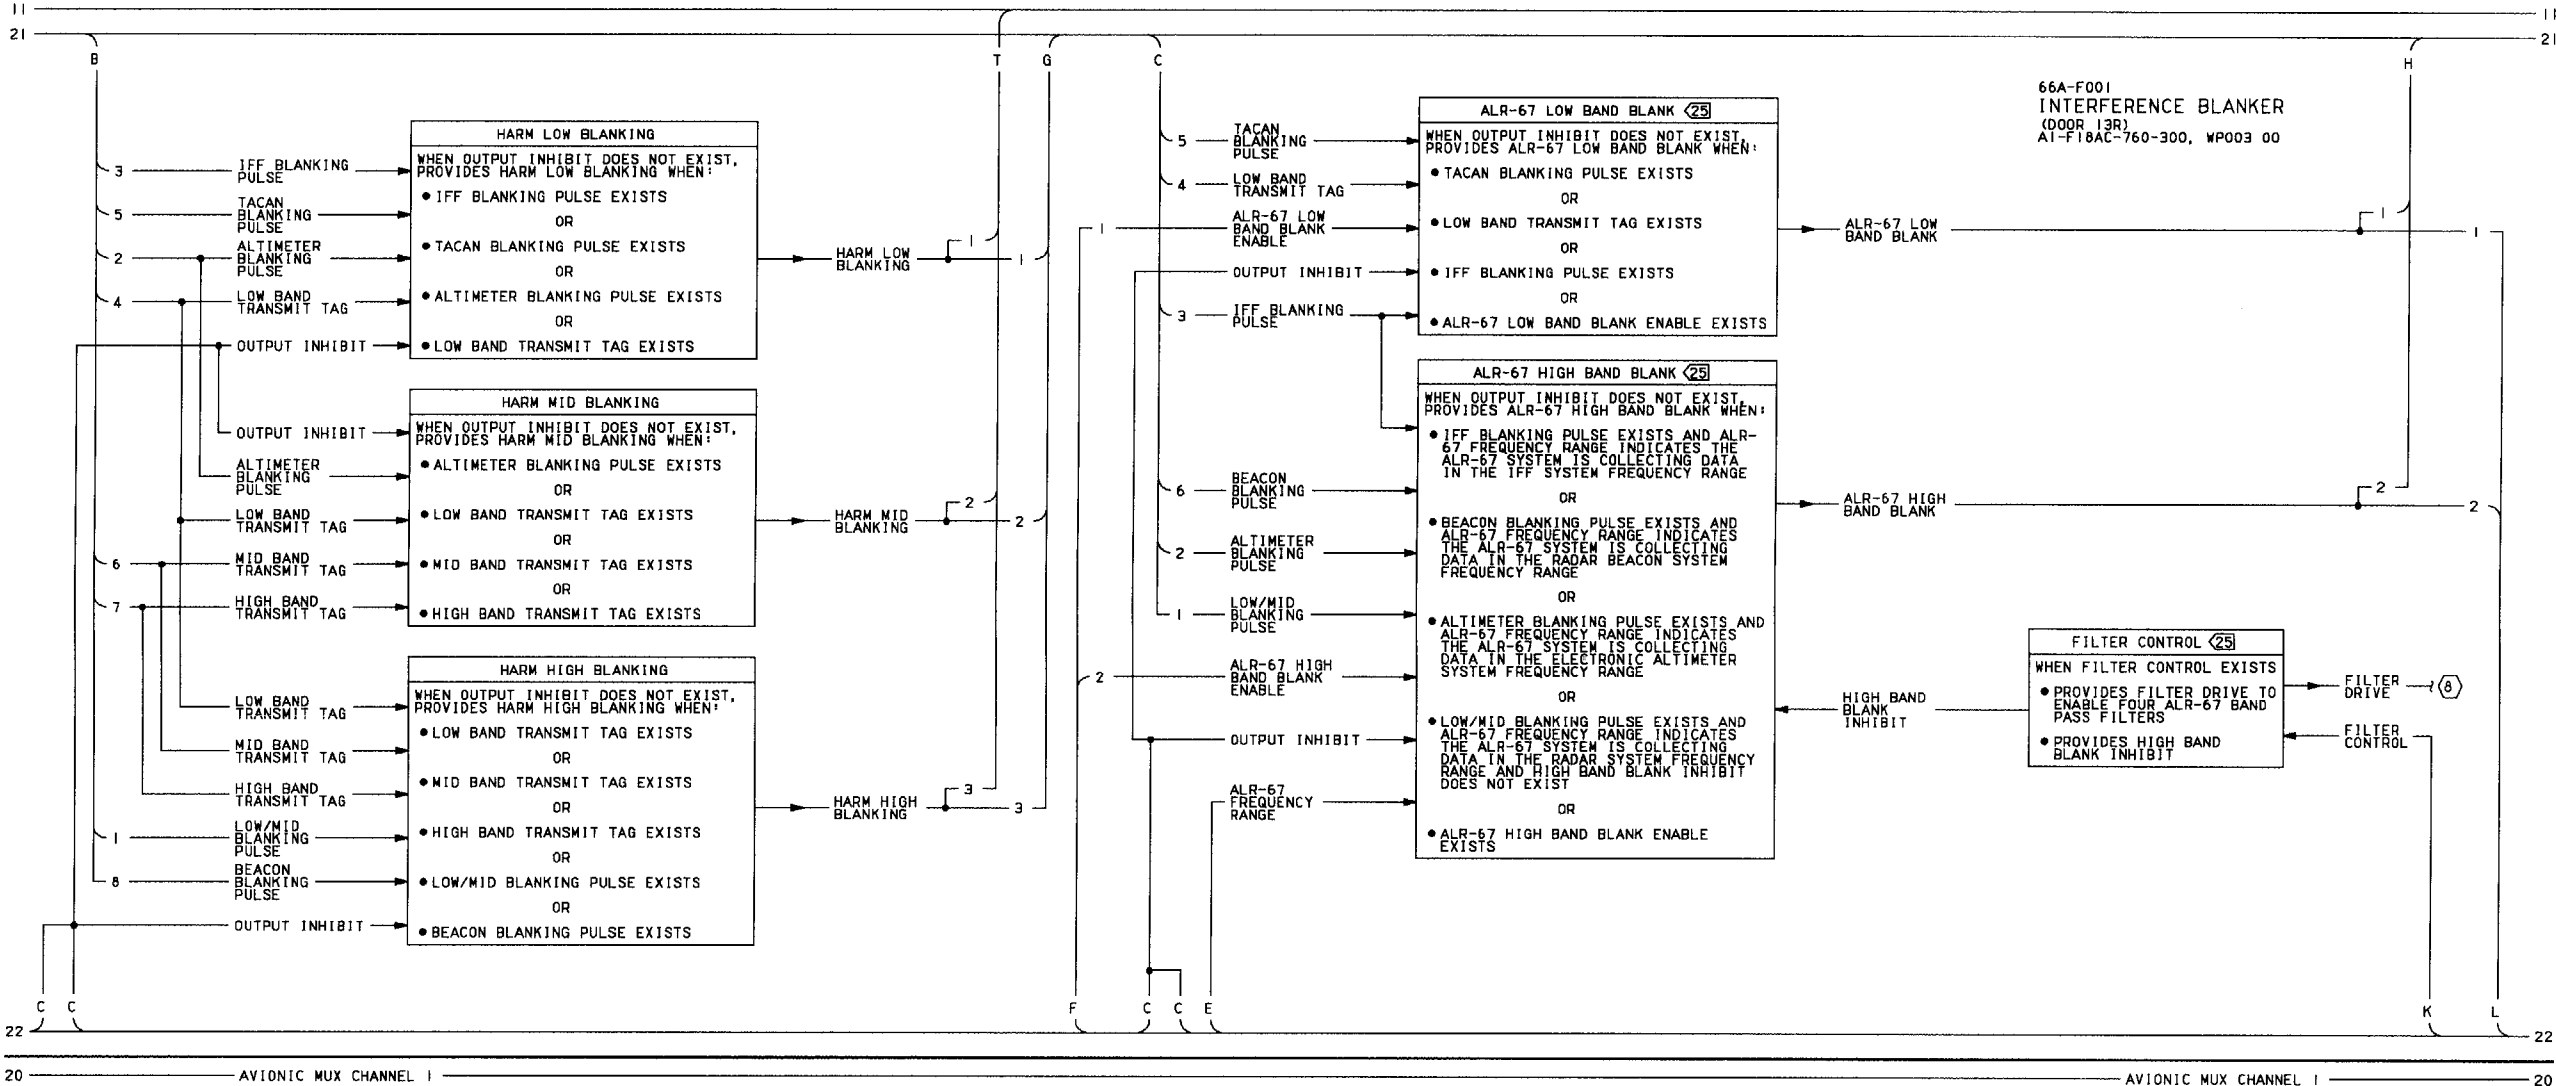 11
11
21
21
B
T
G
C
H
66A-F001
INTERFERENCE BLANKER
(DOOR 13R)
A1-F18AC-760-300, WP003 00
3
IFF BLANKING
PULSE
5
TACAN
BLANKING
PULSE
2
ALTIMETER
BLANKING
PULSE
4
LOW BAND
TRANSMIT TAG
OUTPUT INHIBIT
HARM LOW BLANKING
WHEN OUTPUT INHIBIT DOES NOT EXIST,
PROVIDES HARM LOW BLANKING WHEN:
• IFF BLANKING PULSE EXISTS
OR
• TACAN BLANKING PULSE EXISTS
OR
• ALTIMETER BLANKING PULSE EXISTS
OR
• LOW BAND TRANSMIT TAG EXISTS
HARM LOW
BLANKING
1
1
OUTPUT INHIBIT
ALTIMETER
BLANKING
PULSE
LOW BAND
TRANSMIT TAG
6
MID BAND
TRANSMIT TAG
7
HIGH BAND
TRANSMIT TAG
HARM MID BLANKING
WHEN OUTPUT INHIBIT DOES NOT EXIST,
PROVIDES HARM MID BLANKING WHEN:
• ALTIMETER BLANKING PULSE EXISTS
OR
• LOW BAND TRANSMIT TAG EXISTS
OR
• MID BAND TRANSMIT TAG EXISTS
OR
• HIGH BAND TRANSMIT TAG EXISTS
HARM MID
BLANKING
2
2
LOW BAND
TRANSMIT TAG
MID BAND
TRANSMIT TAG
HIGH BAND
TRANSMIT TAG
1
LOW/MID
BLANKING
PULSE
8
BEACON
BLANKING
PULSE
OUTPUT INHIBIT
HARM HIGH BLANKING
WHEN OUTPUT INHIBIT DOES NOT EXIST,
PROVIDES HARM HIGH BLANKING WHEN:
• LOW BAND TRANSMIT TAG EXISTS
OR
• MID BAND TRANSMIT TAG EXISTS
OR
• HIGH BAND TRANSMIT TAG EXISTS
OR
• LOW/MID BLANKING PULSE EXISTS
OR
• BEACON BLANKING PULSE EXISTS
HARM HIGH
BLANKING
3
3
5
TACAN
BLANKING
PULSE
4
LOW BAND
TRANSMIT TAG
1
ALR-67 LOW
BAND BLANK
ENABLE
OUTPUT INHIBIT
3
IFF BLANKING
PULSE
ALR-67 LOW BAND BLANK 25
WHEN OUTPUT INHIBIT DOES NOT EXIST,
PROVIDES ALR-67 LOW BAND BLANK WHEN:
• TACAN BLANKING PULSE EXISTS
OR
• LOW BAND TRANSMIT TAG EXISTS
OR
• IFF BLANKING PULSE EXISTS
OR
• ALR-67 LOW BAND BLANK ENABLE EXISTS
ALR-67 LOW
BAND BLANK
1
1
6
BEACON
BLANKING
PULSE
2
ALTIMETER
BLANKING
PULSE
1
LOW/MID
BLANKING
PULSE
2
ALR-67 HIGH
BAND BLANK
ENABLE
OUTPUT INHIBIT
ALR-67
FREQUENCY
RANGE
ALR-67 HIGH BAND BLANK 25
WHEN OUTPUT INHIBIT DOES NOT EXIST,
PROVIDES ALR-67 HIGH BAND BLANK WHEN:
• IFF BLANKING PULSE EXISTS AND ALR-
67 FREQUENCY RANGE INDICATES THE
ALR-67 SYSTEM IS COLLECTING DATA
IN THE IFF SYSTEM FREQUENCY RANGE
OR
• BEACON BLANKING PULSE EXISTS AND
ALR-67 FREQUENCY RANGE INDICATES
THE ALR-67 SYSTEM IS COLLECTING
DATA IN THE RADAR BEACON SYSTEM
FREQUENCY RANGE
OR
• ALTIMETER BLANKING PULSE EXISTS AND
ALR-67 FREQUENCY RANGE INDICATES
THE ALR-67 SYSTEM IS COLLECTING
DATA IN THE ELECTRONIC ALTIMETER
SYSTEM FREQUENCY RANGE
OR
• LOW/MID BLANKING PULSE EXISTS AND
ALR-67 FREQUENCY RANGE INDICATES
THE ALR-67 SYSTEM IS COLLECTING
DATA IN THE RADAR SYSTEM FREQUENCY
RANGE AND HIGH BAND BLANK INHIBIT
DOES NOT EXIST
OR
• ALR-67 HIGH BAND BLANK ENABLE
EXISTS
ALR-67 HIGH
BAND BLANK
2
2
HIGH BAND
BLANK
INHIBIT
FILTER CONTROL 25
WHEN FILTER CONTROL EXISTS
• PROVIDES FILTER DRIVE TO
ENABLE FOUR ALR-67 BAND
PASS FILTERS
• PROVIDES HIGH BAND
BLANK INHIBIT
FILTER
DRIVE
8
FILTER
CONTROL
C
C
F
C
C
E
K
L
22
22
20
AVIONIC MUX CHANNEL 1
AVIONIC MUX CHANNEL 1
20